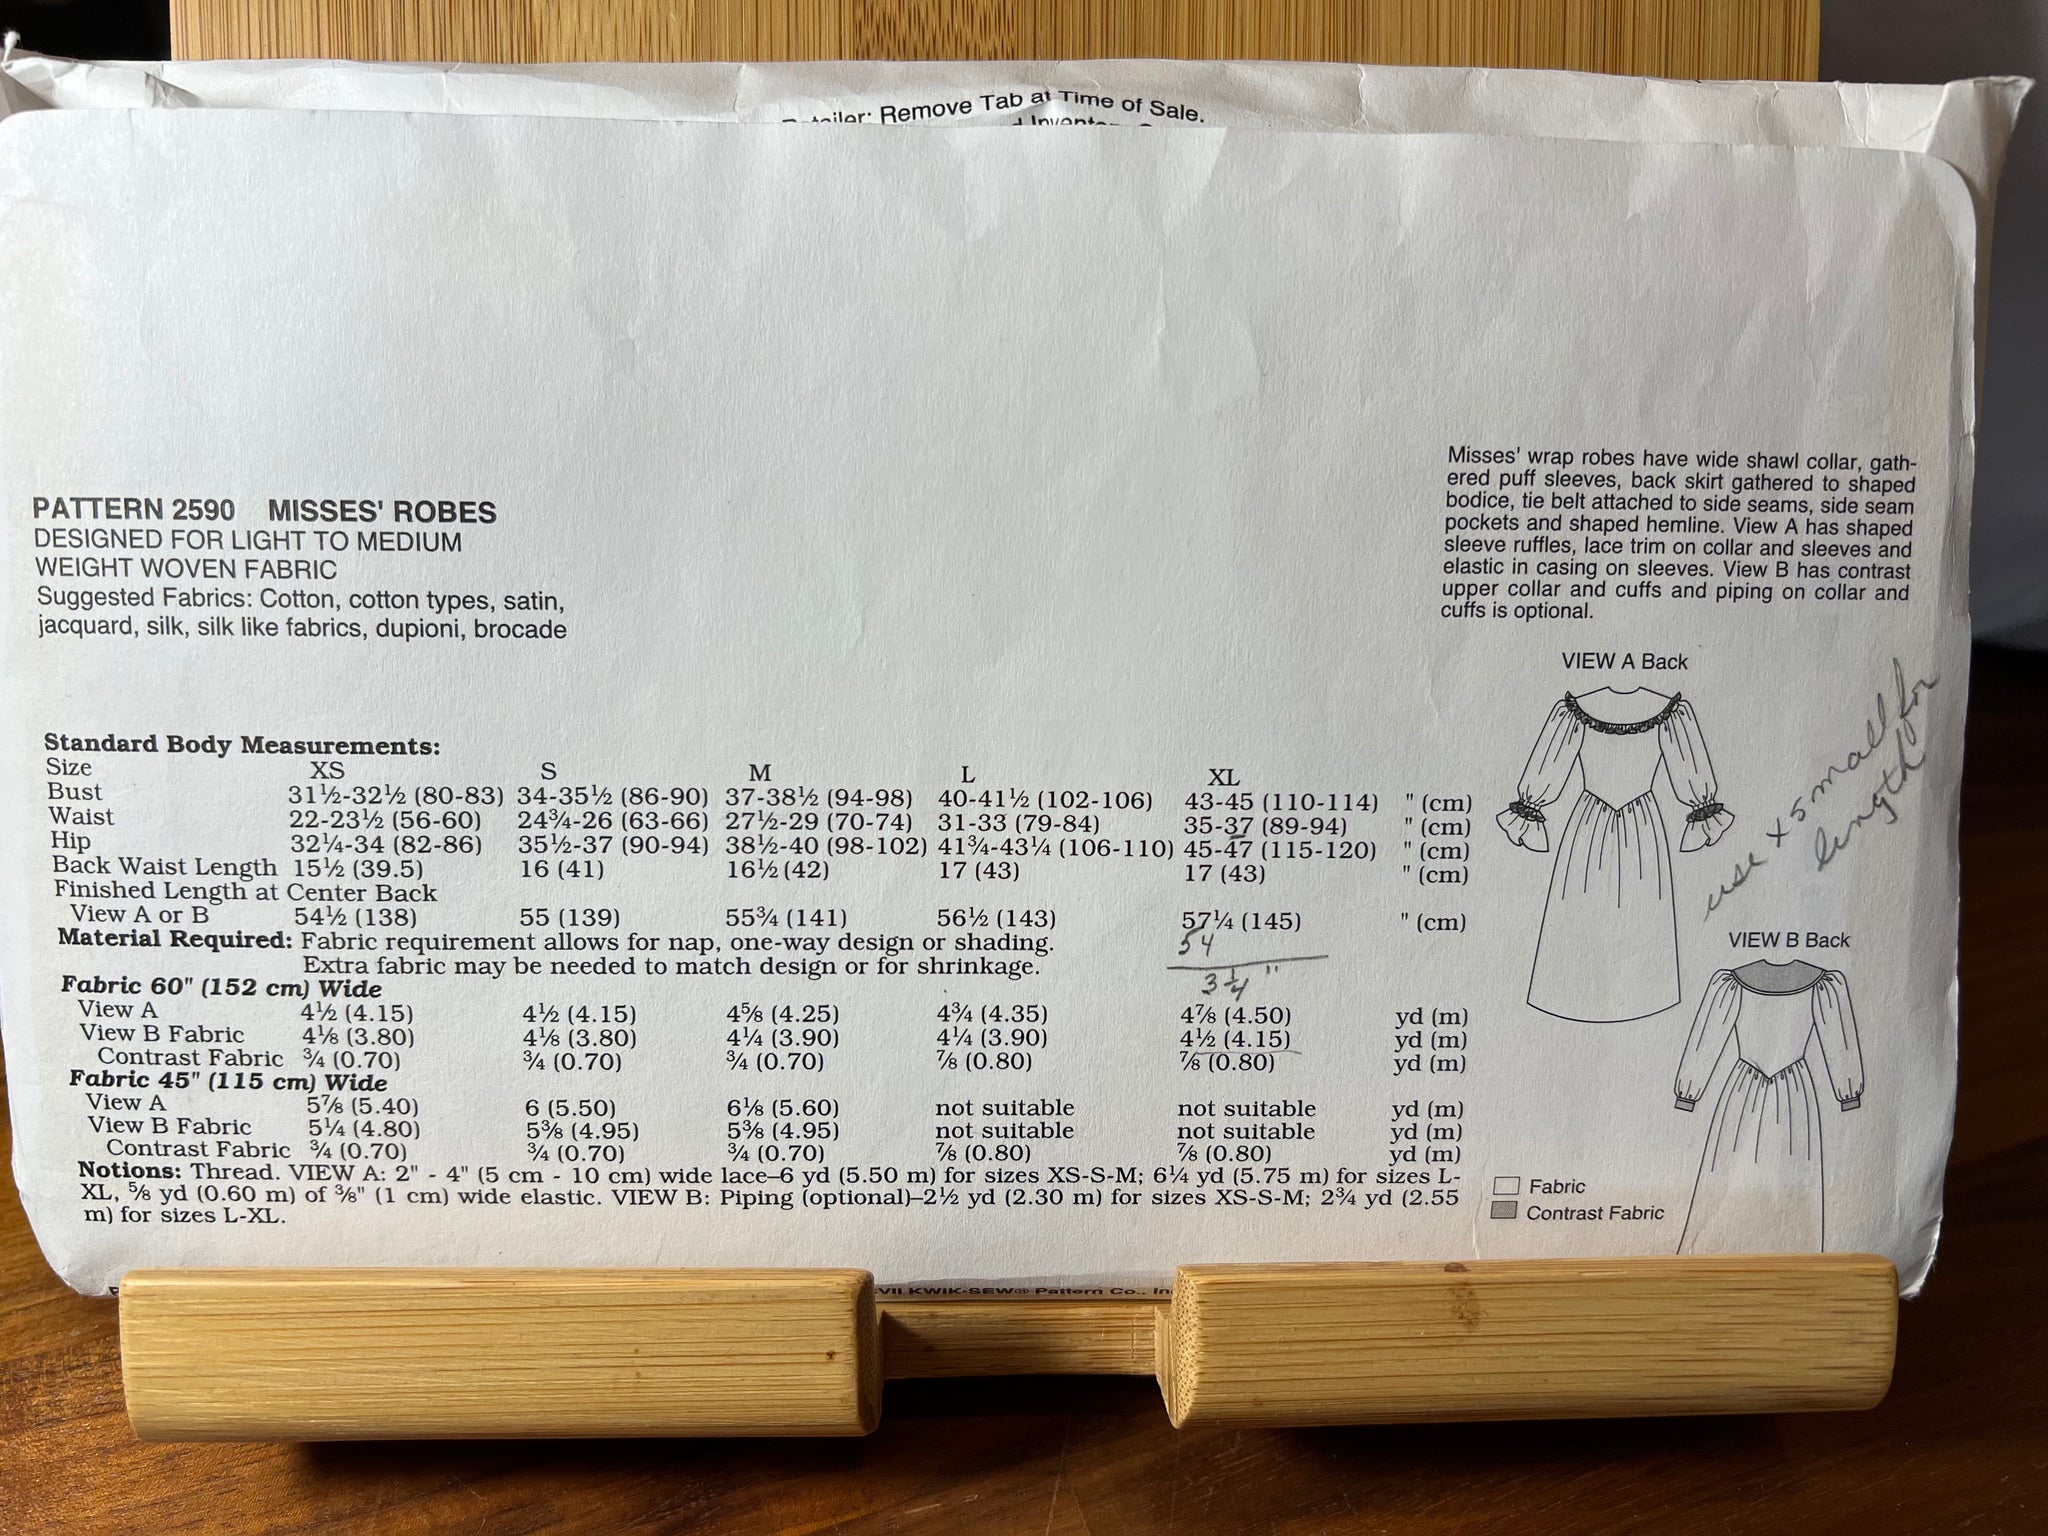 Retailer: Remove Tab at Time of Sale.
PATTERN 2590 MISSES' ROBES
DESIGNED FOR LIGHT TO MEDIUM
WEIGHT WOVEN FABRIC
Suggested Fabrics: Cotton, cotton types, satin,
jacquard, silk, silk like fabrics, dupioni, brocade
Misses' wrap robes have wide shawl collar, gath-
ered puff sleeves, back skirt gathered to shaped
bodice, tie belt attached to side seams, side seam
pockets and shaped hemline. View A has shaped
sleeve ruffles, lace trim on collar and sleeves and
elastic in casing on sleeves. View B has contrast
upper collar and cuffs and piping on collar and
cuffs is optional.
Standard Body Measurements:
Size XS S M L XL
Bust 31½-32½ (80-83) 34-35½ (86-90) 37-38½ (94-98) 40-41½ (102-106) 43-45 (110-114) " (cm)
Waist 22-23½ (56-60) 24¾-26 (63-66) 27½-29 (70-74) 31-33 (79-84) 35-37 (89-94) " (cm)
Hip 32¼-34 (82-86) 35½-37 (90-94) 38½-40 (98-102) 41¾-43¼ (106-110) 45-47 (115-120) " (cm)
Back Waist Length 15½ (39.5) 16 (41) 16½ (42) 17 (43) 17 (43) " (cm)
Finished Length at Center Back
View A or B 54½ (138) 55 (139) 55¾ (141) 56½ (143) 57¼ (145) " (cm)
54
3¼"
Material Required: Fabric requirement allows for nap, one-way design or shading.
Extra fabric may be needed to match design or for shrinkage.
Fabric 60" (152 cm) Wide
View A 4½ (4.15) 4½ (4.15) 4⅝ (4.25) 4¾ (4.35) 4⅞ (4.50) yd (m)
View B Fabric 4⅛ (3.80) 4⅛ (3.80) 4¼ (3.90) 4¼ (3.90) 4½ (4.15) yd (m)
Contrast Fabric ¾ (0.70) ¾ (0.70) ¾ (0.70) ⅞ (0.80) ⅞ (0.80) yd (m)
Fabric 45" (115 cm) Wide
View A 5⅞ (5.40) 6 (5.50) 6⅛ (5.60) not suitable not suitable yd (m)
View B Fabric 5¼ (4.80) 5⅜ (4.95) 5⅜ (4.95) not suitable not suitable yd (m)
Contrast Fabric ¾ (0.70) ¾ (0.70) ¾ (0.70) ⅞ (0.80) ⅞ (0.80) yd (m)
Notions: Thread. VIEW A: 2" - 4" (5 cm - 10 cm) wide lace–6 yd (5.50 m) for sizes XS-S-M; 6¼ yd (5.75 m) for sizes L-
XL, ⅝ yd (0.60 m) of ⅜" (1 cm) wide elastic. VIEW B: Piping (optional)–2½ yd (2.30 m) for sizes XS-S-M; 2¾ yd (2.55
m) for sizes L-XL.
VIEW A Back
use x small for
length
VIEW B Back
Fabric
Contrast Fabric
KWIK-SEW® Pattern Co.,